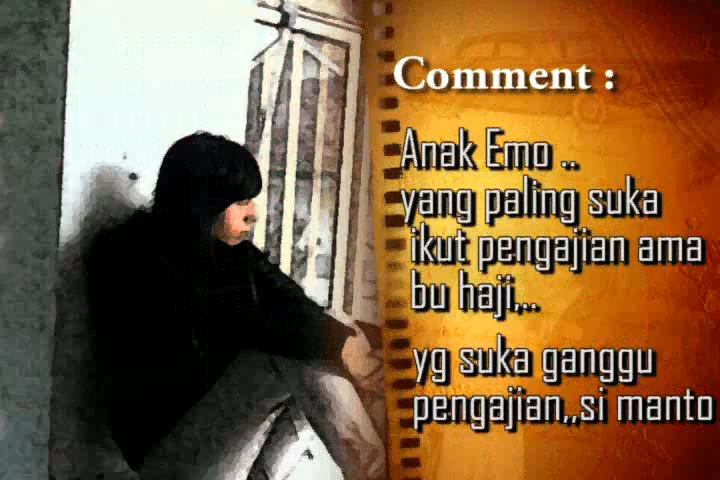 Comment :
Anak Emo ..
yang paling suka
ikut pengajian ama
bu haji,..
yg suka ganggu
pengajian,,si manto